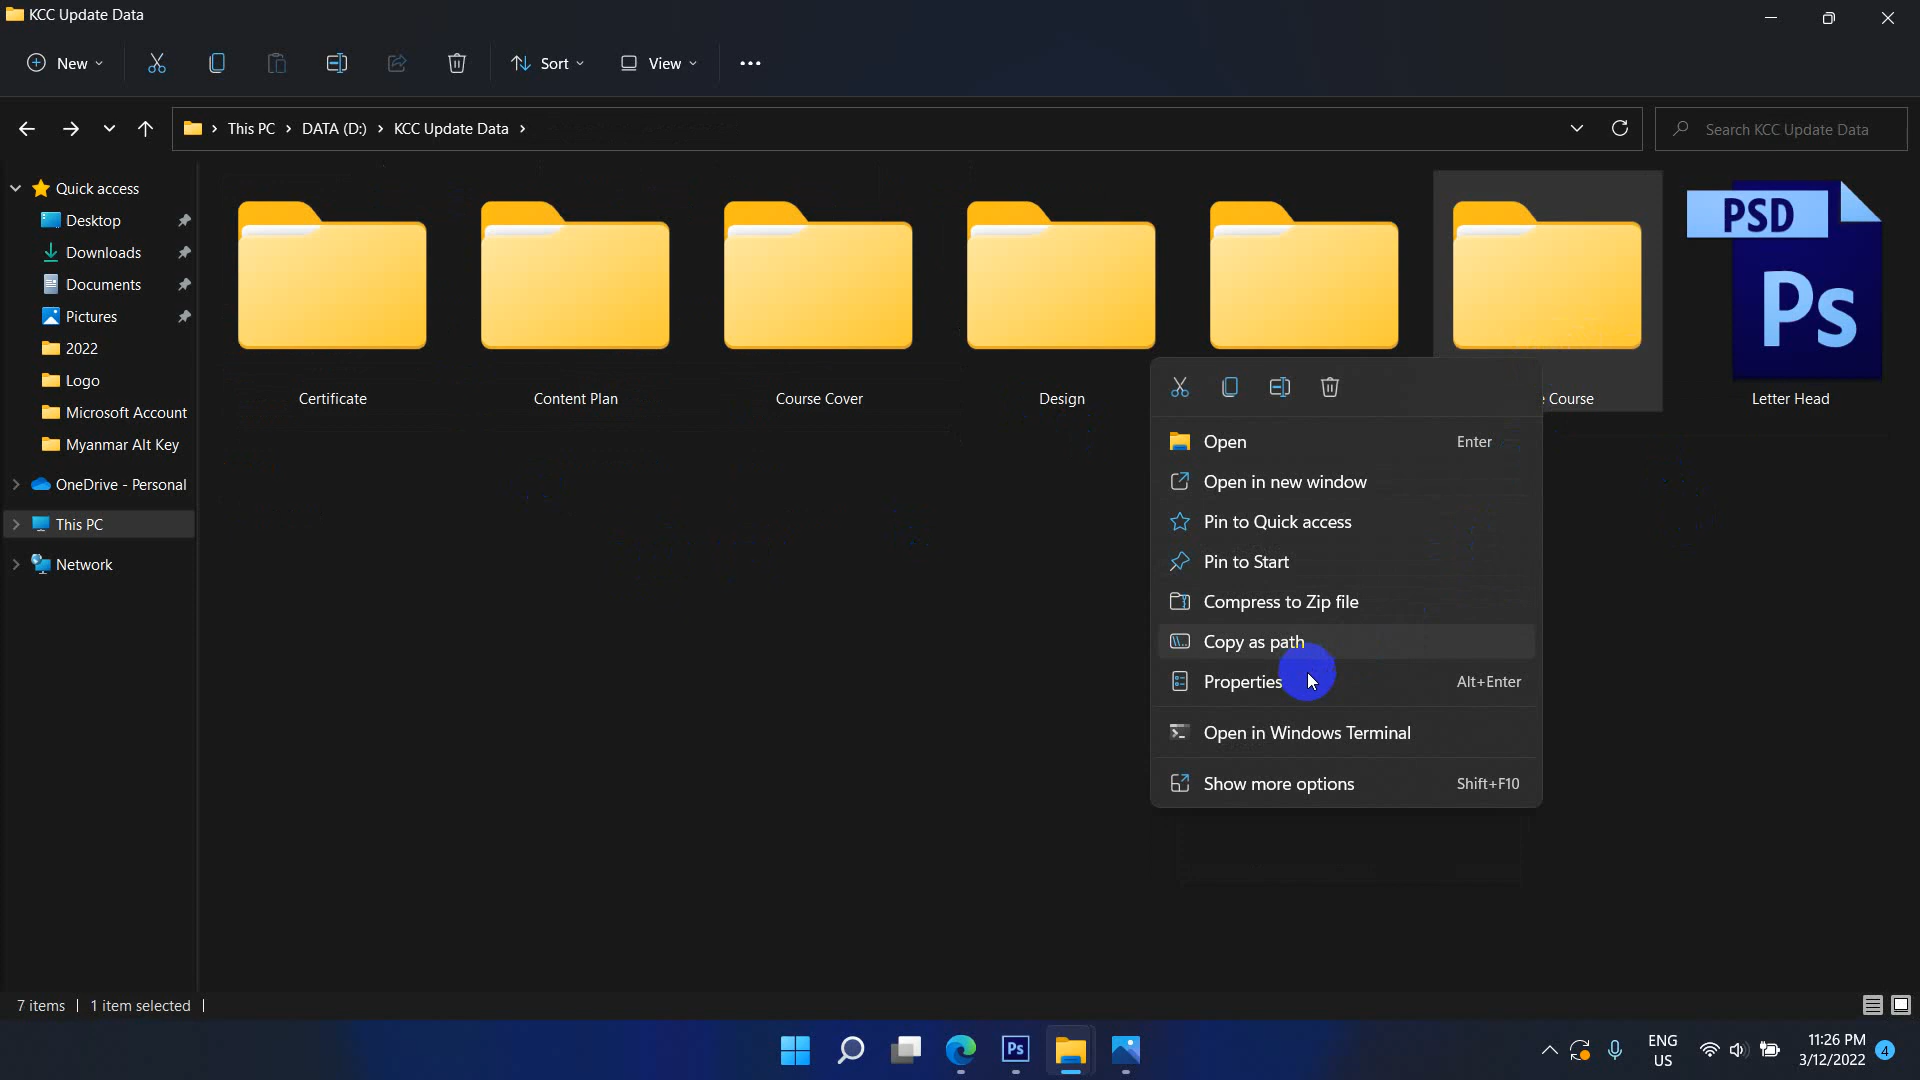 KCC Update Data
New
Sort
View
This PC > DATA (D:) > KCC Update Data >
Search KCC Update Data
Quick access
Desktop
Downloads
Documents
Pictures
2022
Logo
Microsoft Account
Myanmar Alt Key
OneDrive - Personal
This PC
Network
PSD
Ps
Certificate
Content Plan
Course Cover
Design
Course
Letter Head
Open Enter
Open in new window
Pin to Quick access
Pin to Start
Compress to Zip file
Copy as path
Properties Alt+Enter
Open in Windows Terminal
Show more options Shift+F10
7 items | 1 item selected |
Ps
ENG
US
11:26 PM
3/12/2022
4